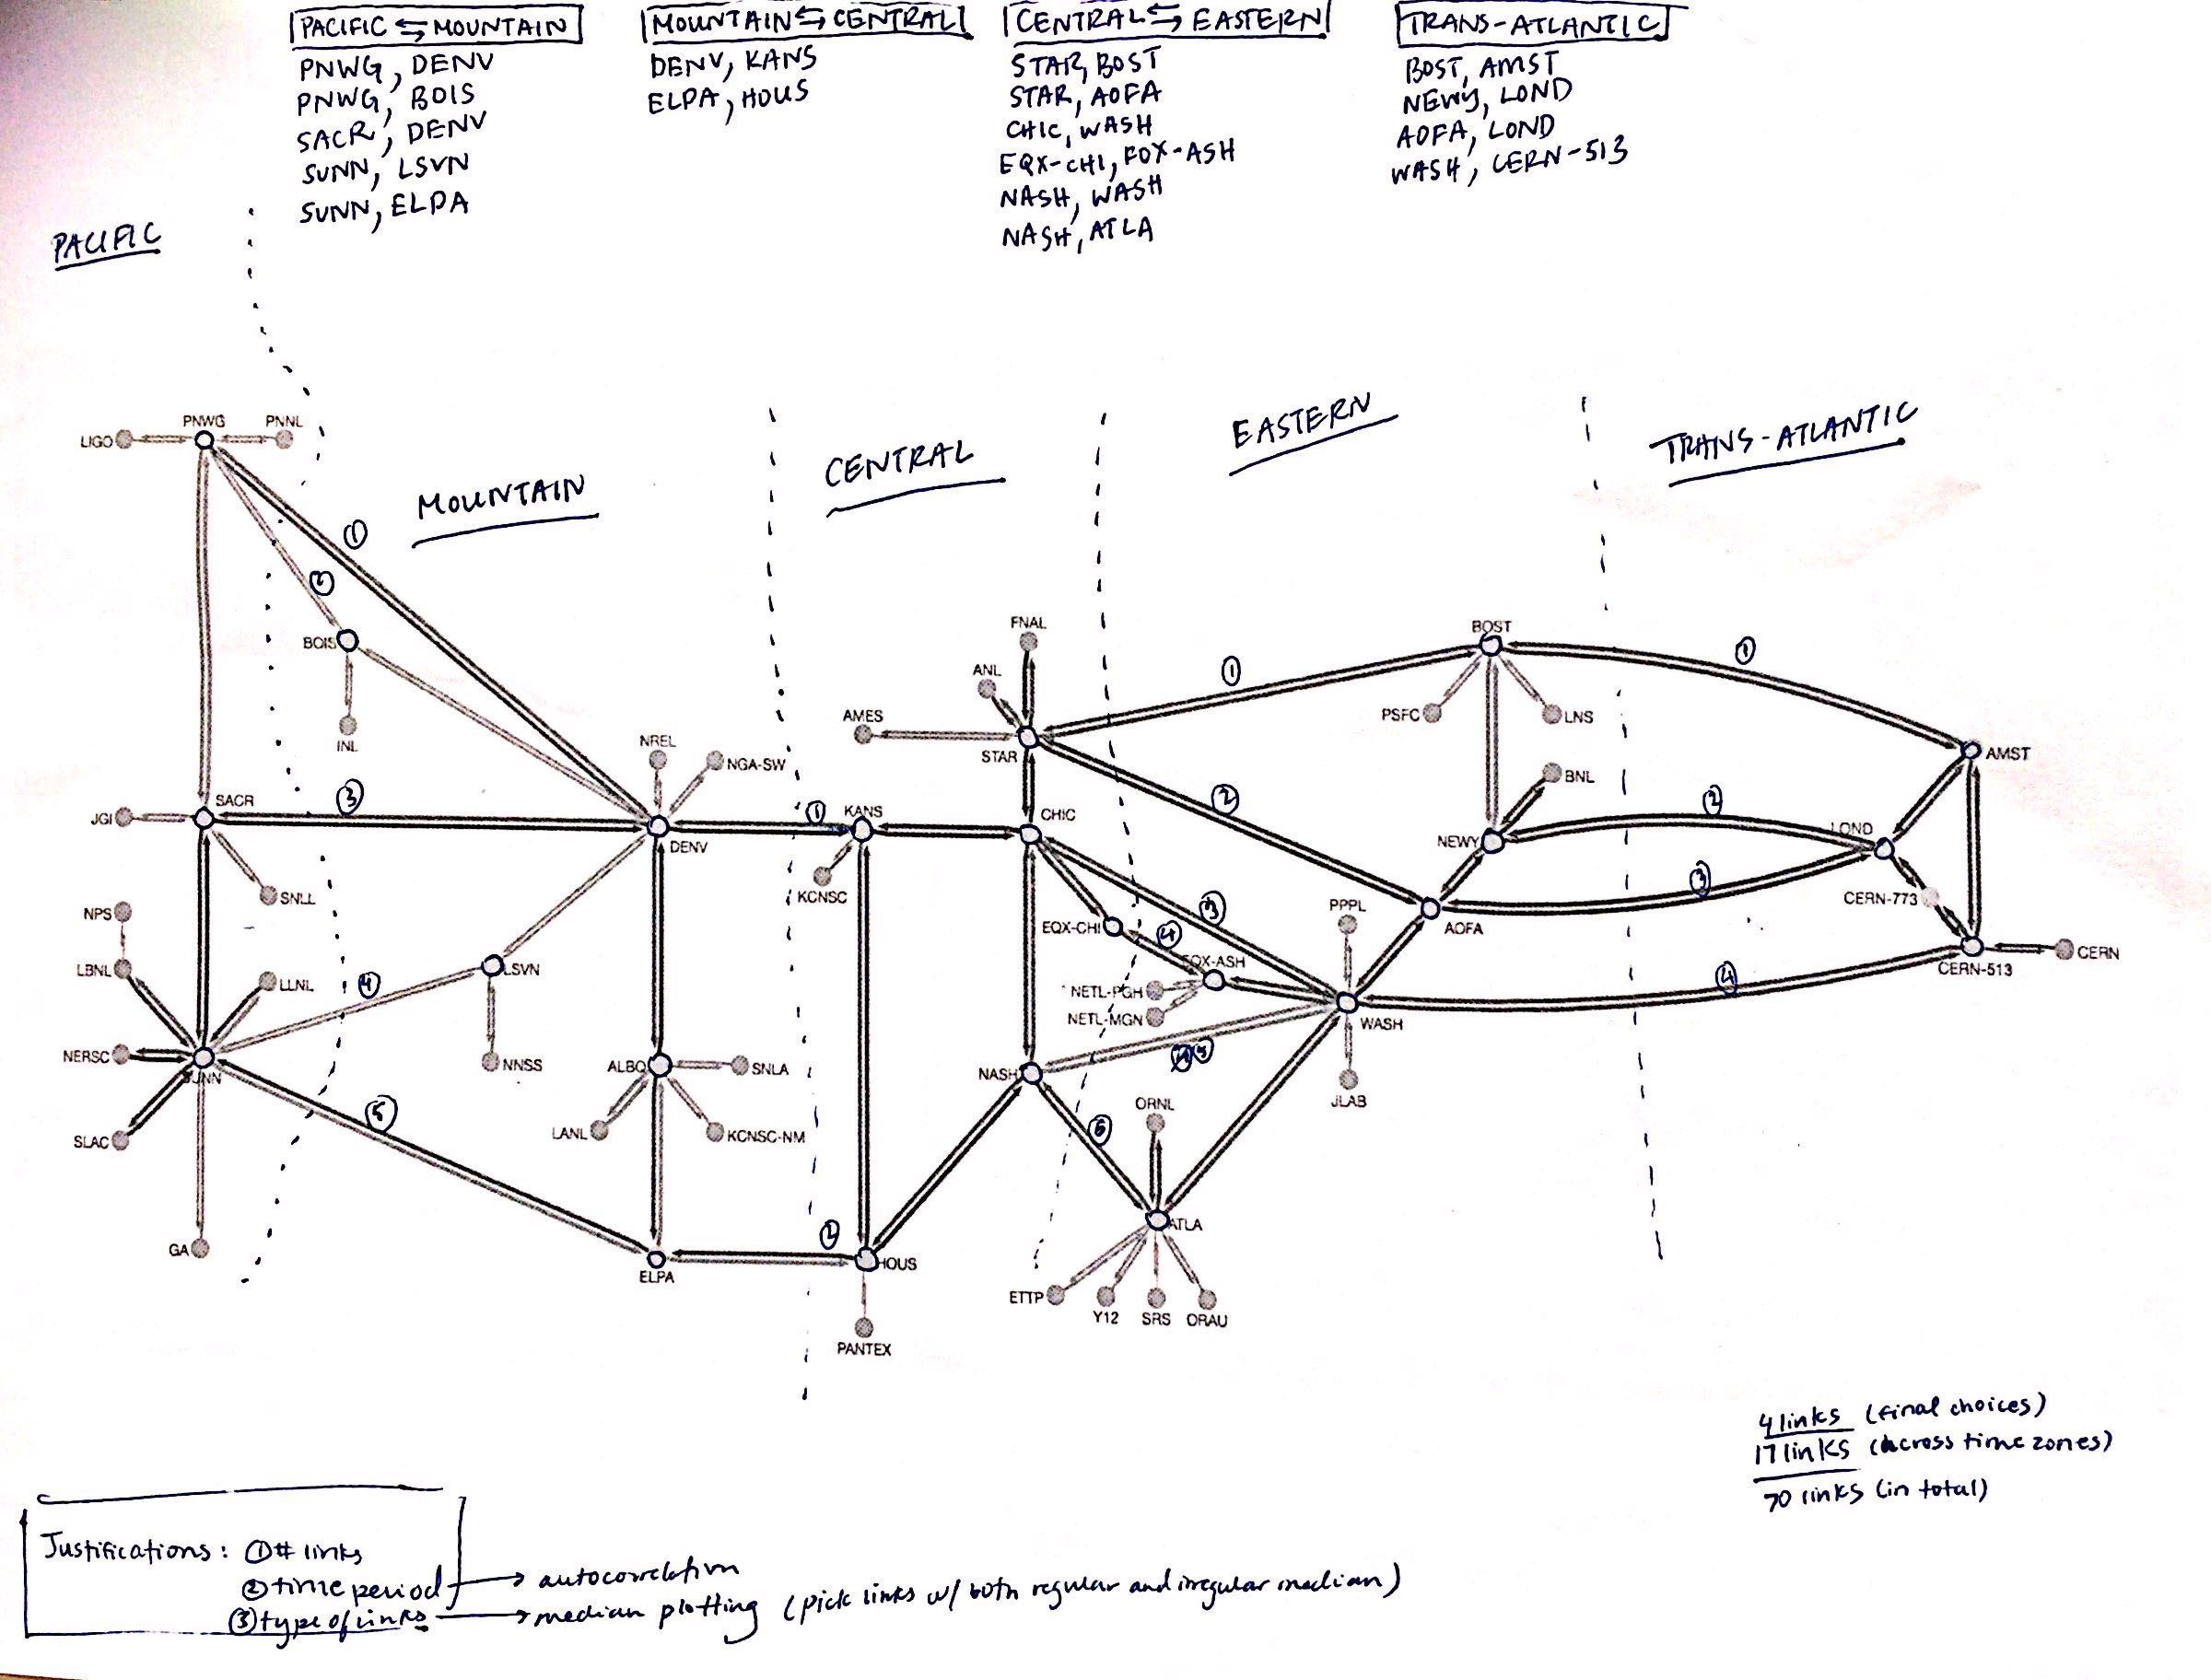 PACIFIC ⇆ MOUNTAIN
PNWG, DENV
PNWG, BOIS
SACR, DENV
SUNN, LSVN
SUNN, ELPA
MOUNTAIN ⇆ CENTRAL
DENV, KANS
ELPA, HOUS
CENTRAL ⇆ EASTERN
STAR, BOST
STAR, AOFA
CHIC, WASH
EQX-CHI, EQX-ASH
NASH, WASH
NASH, ATLA
TRANS-ATLANTIC
BOST, AMST
NEWY, LOND
AOFA, LOND
WASH, CERN-513
PACIFIC
MOUNTAIN
CENTRAL
EASTERN
TRANS-ATLANTIC
LIGO
PNWG
PNNL
①
②
BOIS
INL
JGI
SACR
③
SNLL
NREL
NGA-SW
DENV
①
KANS
KCNSC
NPS
LBNL
LLNL
NERSC
SUNN
SLAC
GA
④
LSVN
NNSS
⑤
ALBQ
SNLA
LANL
KCNSC-NM
ELPA
②
HOUS
PANTEX
FNAL
ANL
AMES
STAR
CHIC
①
②
③
EQX-CHI
④
EQX-ASH
NETL-PGH
NETL-MGN
NASH
⑤
⑥
ORNL
ATLA
ETTP
Y12
SRS
ORAU
BOST
PSFC
LNS
BNL
NEWY
AOFA
PPPL
WASH
JLAB
①
②
③
④
AMST
LOND
CERN-773
CERN-513
CERN
4 links (final choices)
17 links (across time zones)
70 links (in total)
Justifications: ① # links
② time period → autocorrelation
③ type of links → median plotting (pick links w/ both regular and irregular median)